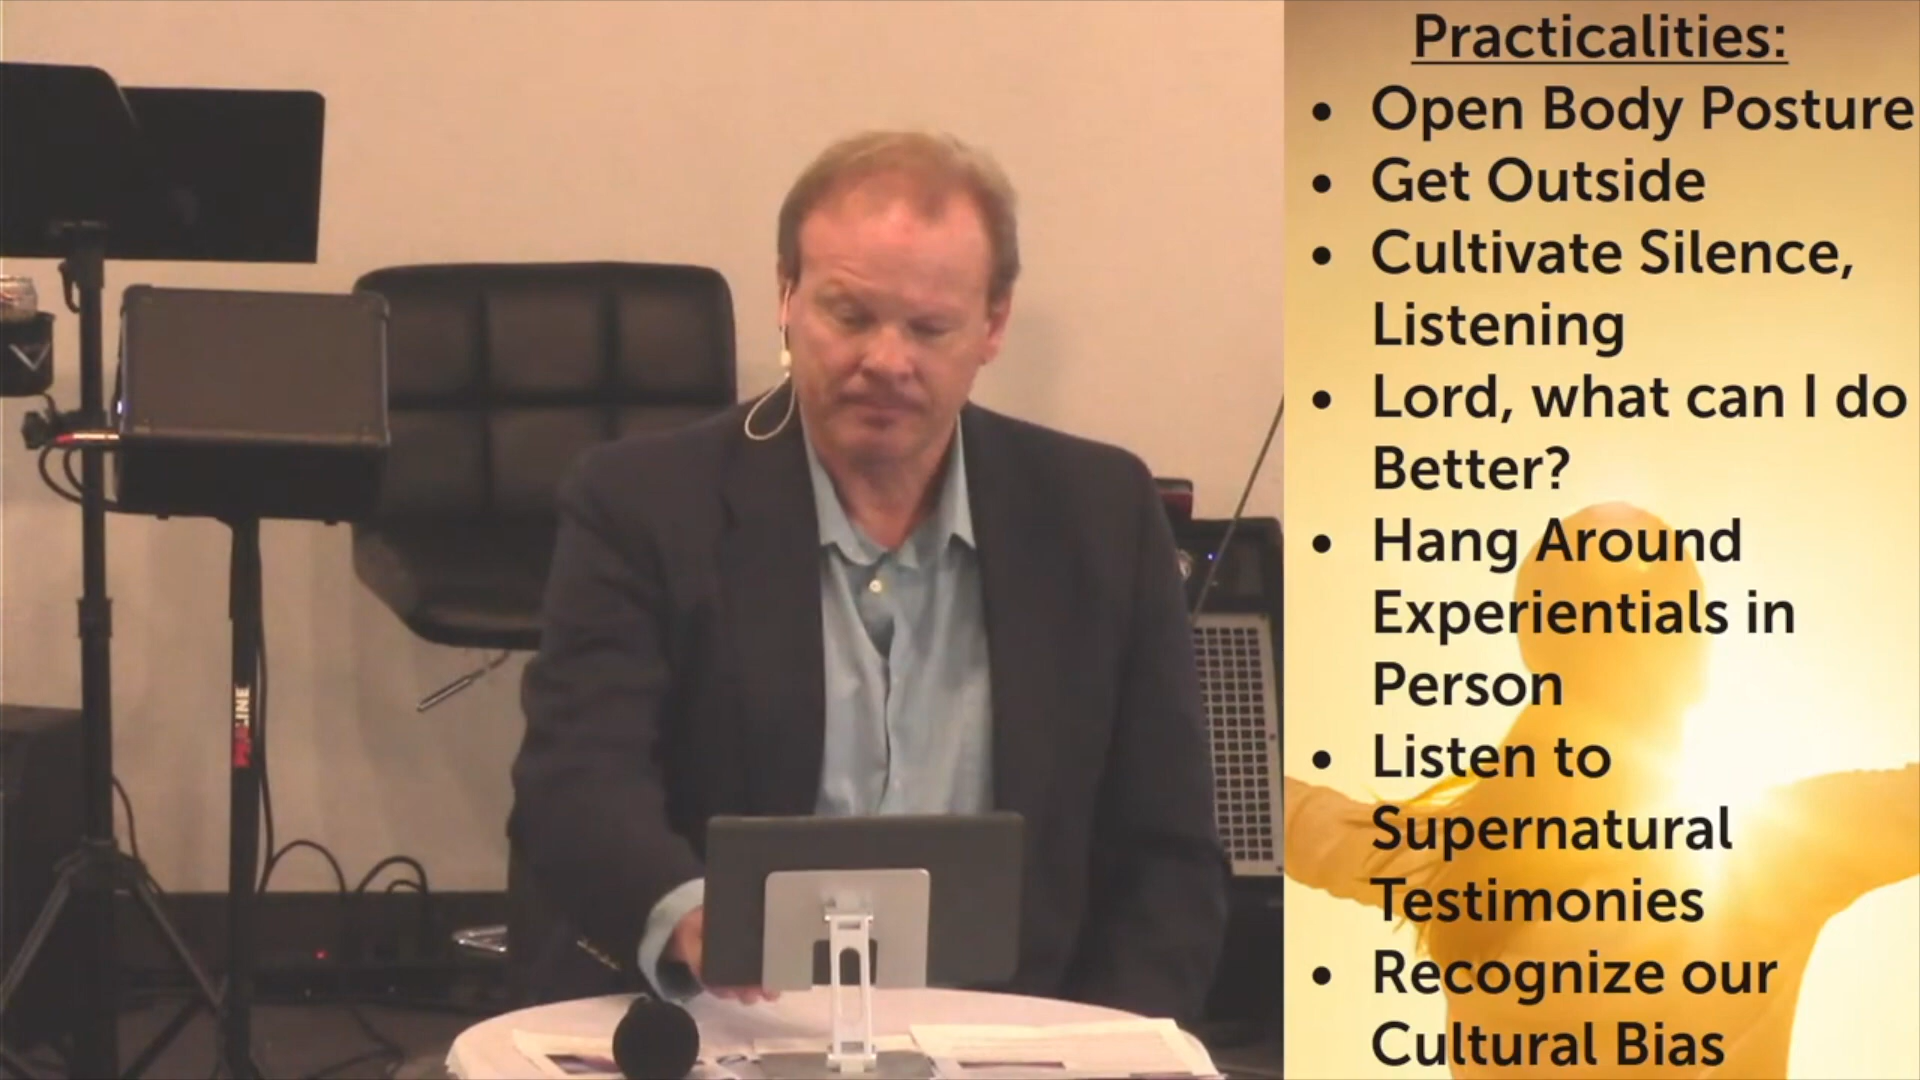 Practicalities:
• Open Body Posture
• Get Outside
• Cultivate Silence,
Listening
• Lord, what can I do
Better?
• Hang Around
Experientials in
Person
• Listen to
Supernatural
Testimonies
• Recognize our
Cultural Bias
PROLINE